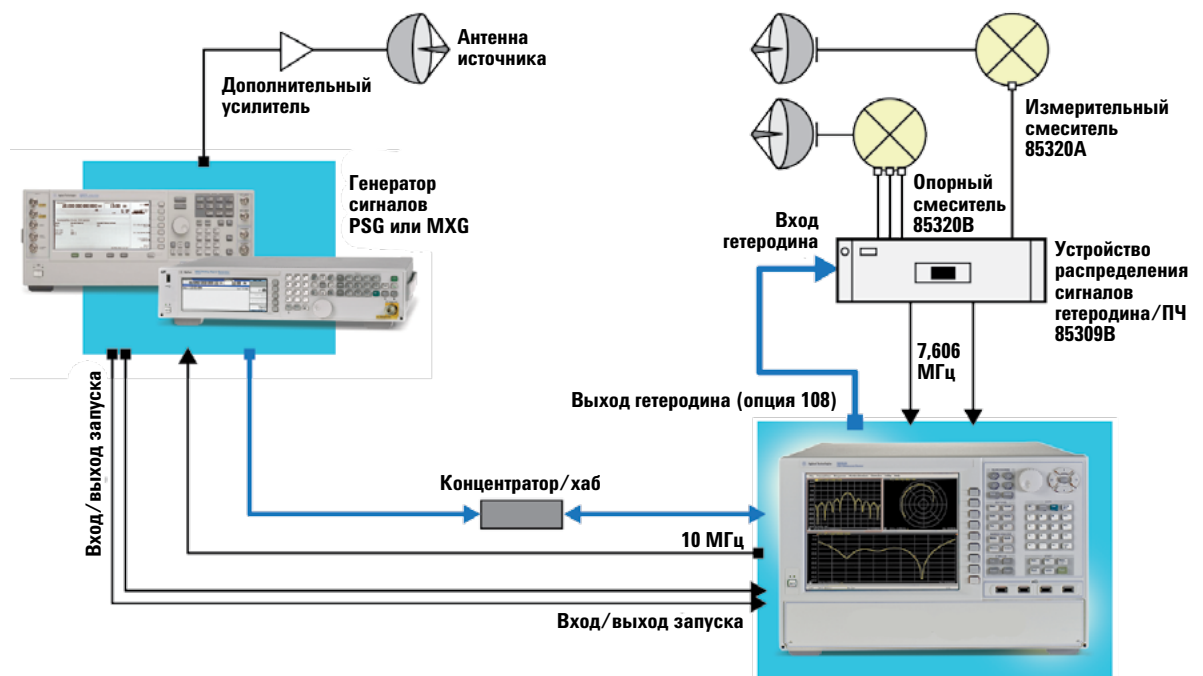 Антенна
источника
Дополнительный
усилитель
Генератор
сигналов
PSG или MXG
Измерительный
смеситель
85320A
Опорный
смеситель
85320B
Вход
гетеродина
Устройство
распределения
сигналов
гетеродина/ПЧ
85309B
7,606
МГц
Выход гетеродина (опция 108)
Вход/выход запуска
Концентратор/хаб
10 МГц
Вход/выход запуска